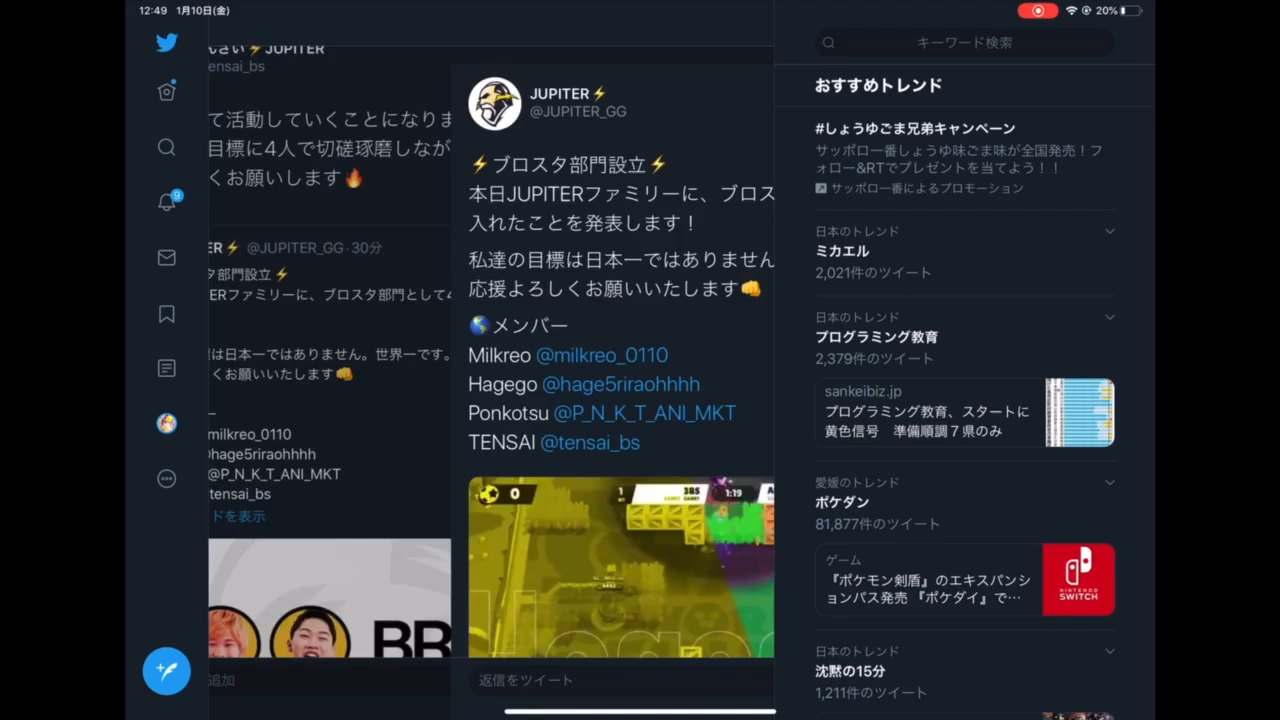 12:49 1月10日(金)
20%
9
んさい⚡JUPITER
ensai_bs
て活動していくことになりま
目標に4人で切磋琢磨しなが
くお願いします🔥
ER⚡ @JUPITER_GG·30分
タ部門設立⚡
ERファミリーに、ブロスタ部門として4
は日本一ではありません。世界一です。
くお願いいたします👊
milkreo_0110
@hage5riraohhhh
@P_N_K_T_ANI_MKT
tensai_bs
ドを表示
BR
追加
JUPITER⚡
@JUPITER_GG
⚡ブロスタ部門設立⚡
本日JUPITERファミリーに、ブロス
入れたことを発表します！
私達の目標は日本一ではありません
応援よろしくお願いいたします👊
🌎メンバー
Milkreo @milkreo_0110
Hagego @hage5riraohhhh
Ponkotsu @P_N_K_T_ANI_MKT
TENSAI @tensai_bs
0
1
3BS
1:19
返信をツイート
キーワード検索
おすすめトレンド
#しょうゆごま兄弟キャンペーン
サッポロ一番しょうゆ味ごま味が全国発売！フ
ォロー&RTでプレゼントを当てよう！！
サッポロ一番によるプロモーション
日本のトレンド
ミカエル
2,021件のツイート
日本のトレンド
プログラミング教育
2,379件のツイート
sankeibiz.jp
プログラミング教育、スタートに
黄色信号 準備順調７県のみ
愛媛のトレンド
ポケダン
81,877件のツイート
ゲーム
『ポケモン剣盾』のエキスパンシ
ョンパス発売 『ポケダイ』で…
NINTENDO
SWITCH
日本のトレンド
沈黙の15分
1,211件のツイート